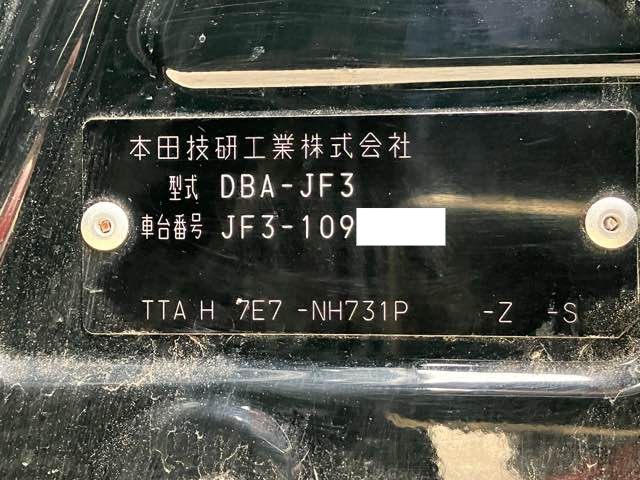 本田技研工業株式会社
型式 DBA-JF3
車台番号 JF3-109
TTA H 7E7 -NH731P -Z -S